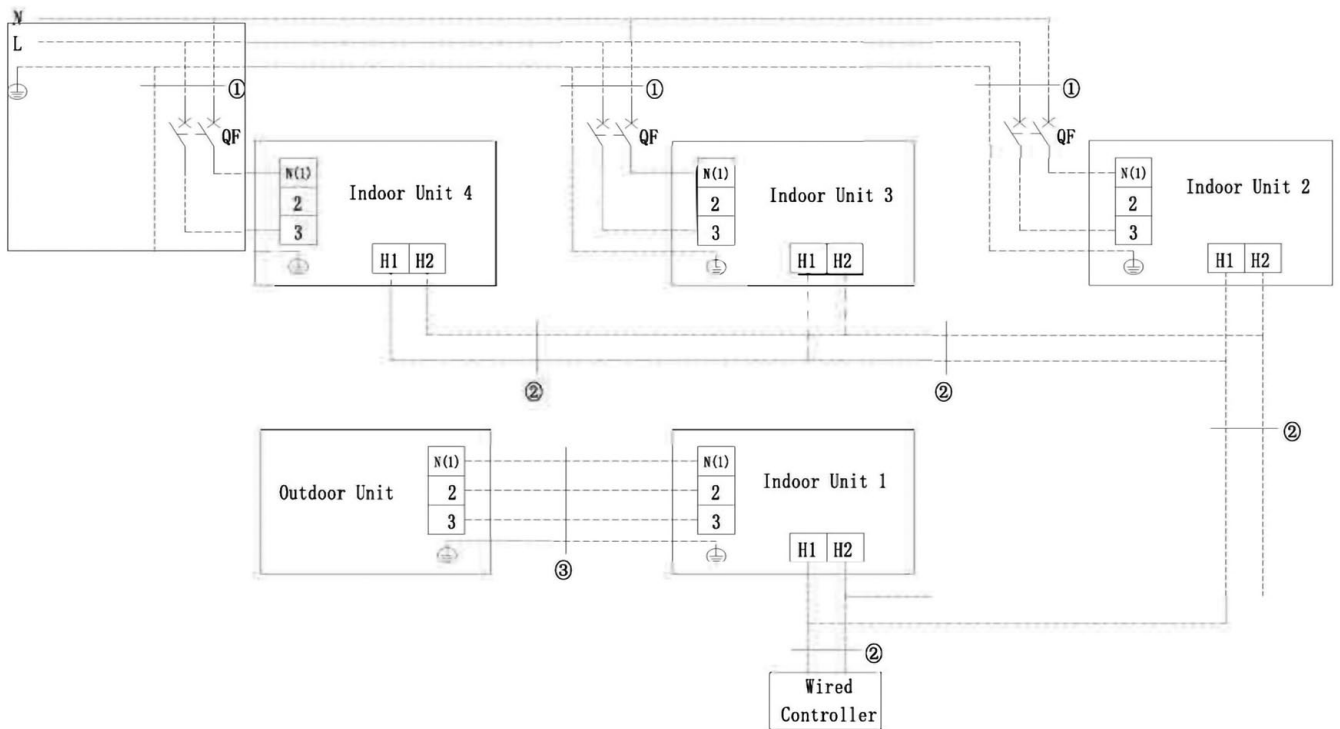 N
L
① ① ①
QF QF QF
N(1) N(1) N(1)
Indoor Unit 4 Indoor Unit 3 Indoor Unit 2
2 2 2
3 3 3
H1 H2 H1 H2 H1 H2
② ②
②
N(1) N(1)
Outdoor Unit Indoor Unit 1
2 2
3 3
H1 H2
③
②
Wired
Controller